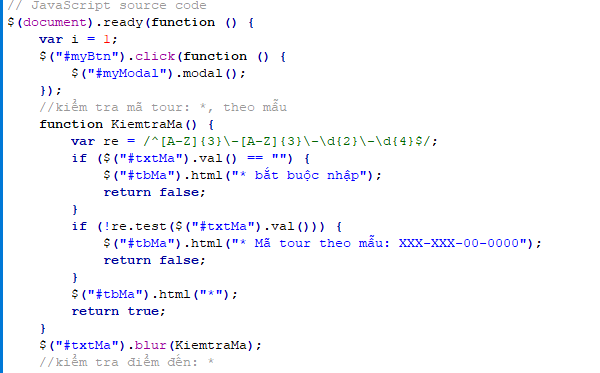 // JavaScript source code
$(document).ready(function () {
    var i = 1;
    $("#myBtn").click(function () {
        $("#myModal").modal();
    });
    //kiểm tra mã tour: *, theo mẫu
    function KiemtraMa() {
        var re = /^[A-Z]{3}\-[A-Z]{3}\-\d{2}\-\d{4}$/;
        if ($("#txtMa").val() == "") {
            $("#tbMa").html("* bắt buộc nhập");
            return false;
        }
        if (!re.test($("#txtMa").val())) {
            $("#tbMa").html("* Mã tour theo mẫu: XXX-XXX-00-0000");
            return false;
        }
        $("#tbMa").html("*");
        return true;
    }
    $("#txtMa").blur(KiemtraMa);
    //kiểm tra điểm đến: *